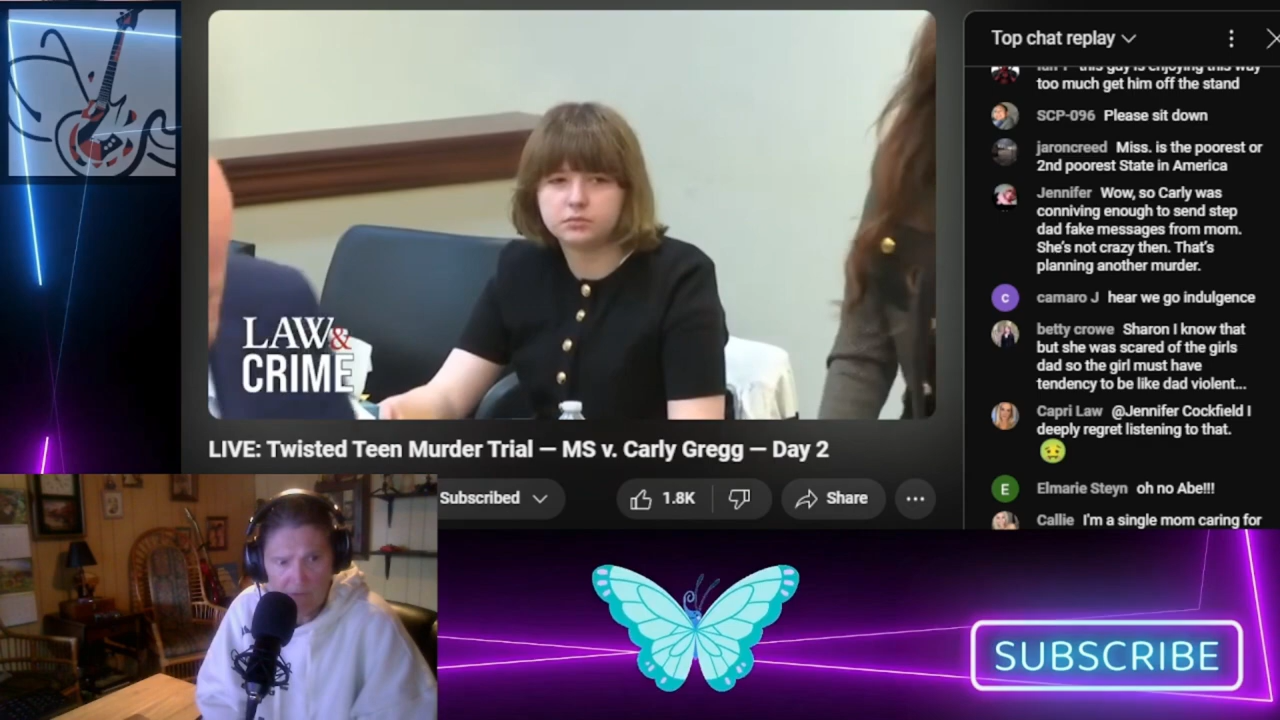 Top chat replay
this guy is enjoying this way
too much get him off the stand
SCP-096 Please sit down
jaroncreed Miss. is the poorest or
2nd poorest State in America
Jennifer Wow, so Carly was
conniving enough to send step
dad fake messages from mom.
She's not crazy then. That's
planning another murder.
C
camaro J hear we go indulgence
betty crowe Sharon I know that
but she was scared of the girls
dad so the girl must have
tendency to be like dad violent...
Capri Law @Jennifer Cockfield I
deeply regret listening to that.
🤢
E
Elmarie Steyn oh no Abe!!!
Callie I'm a single mom caring for
LAW&
CRIME
LIVE: Twisted Teen Murder Trial — MS v. Carly Gregg — Day 2
Subscribed
1.8K
Share
SUBSCRIBE